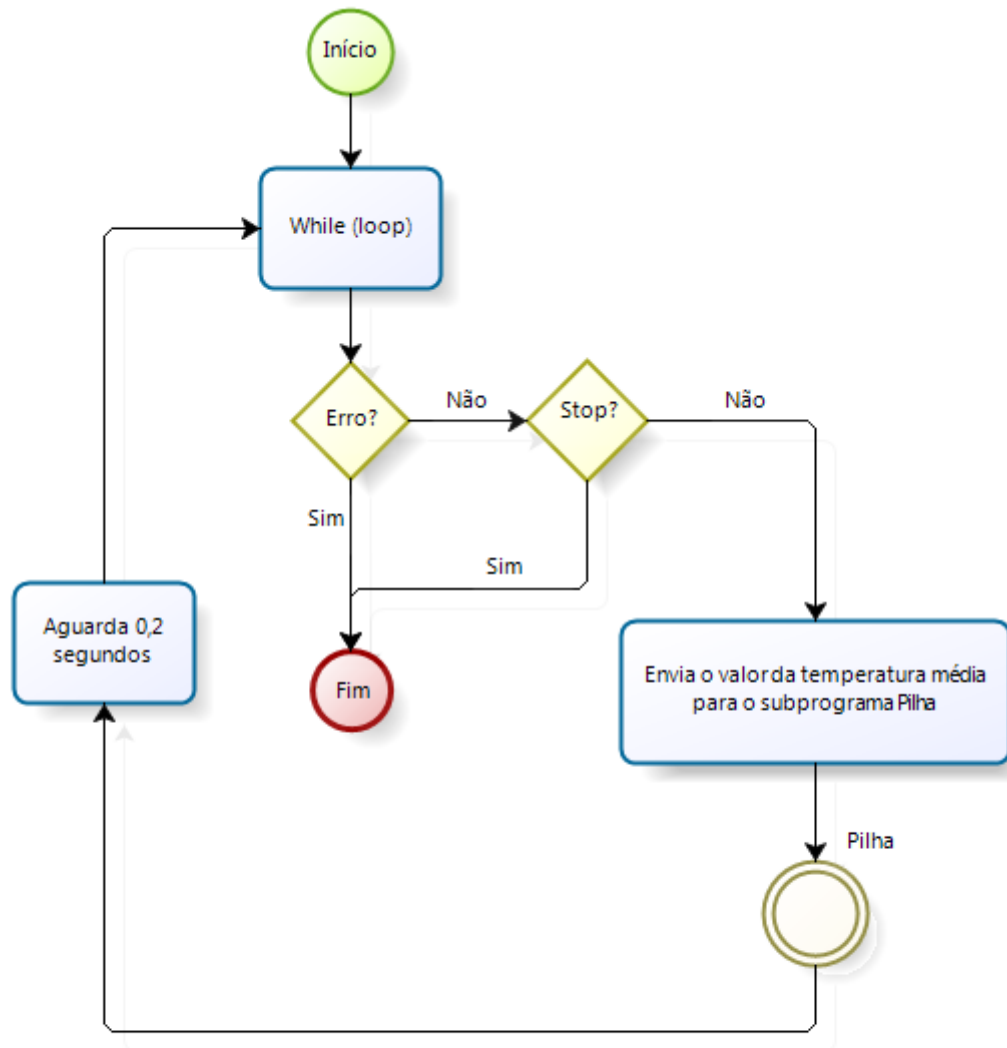 Início
While (loop)
Erro?
Não
Stop?
Não
Sim
Sim
Aguarda 0,2
segundos
Fim
Envia o valor da temperatura média
para o subprograma Pilha
Pilha